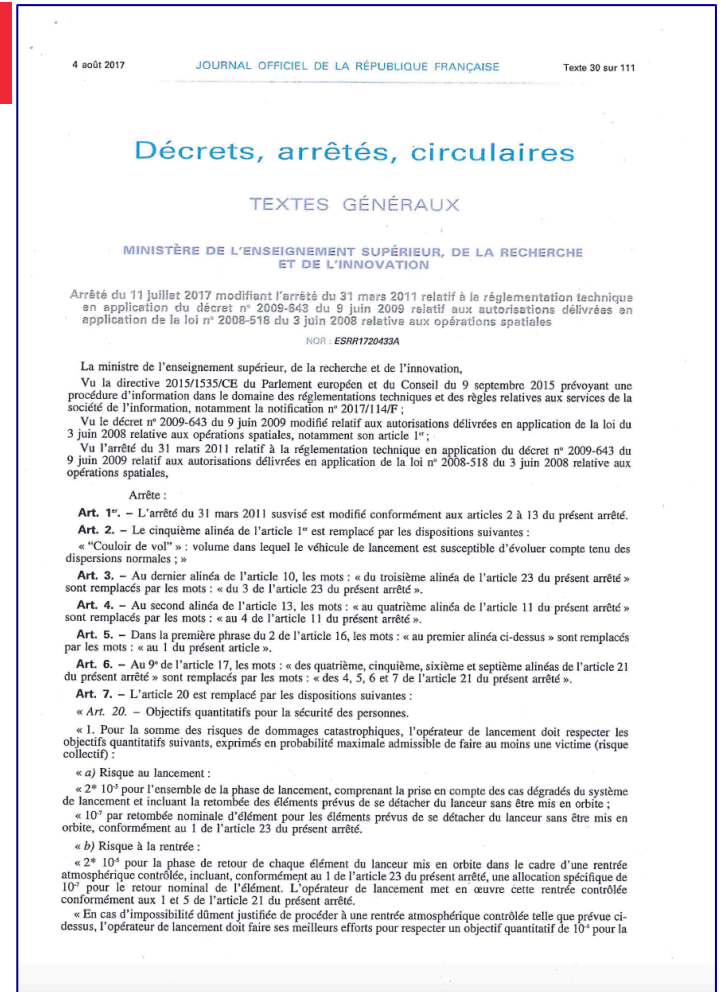 4 août 2017
JOURNAL OFFICIEL DE LA RÉPUBLIQUE FRANÇAISE
Texte 30 sur 111
Décrets, arrêtés, circulaires
TEXTES GÉNÉRAUX
MINISTÈRE DE L'ENSEIGNEMENT SUPÉRIEUR, DE LA RECHERCHE
ET DE L'INNOVATION
Arrêté du 11 juillet 2017 modifiant l'arrêté du 31 mars 2011 relatif à la réglementation technique
en application du décret n° 2009-643 du 9 juin 2009 relatif aux autorisations délivrées en
application de la loi n° 2008-518 du 3 juin 2008 relative aux opérations spatiales
NOR : ESRR1720433A
La ministre de l'enseignement supérieur, de la recherche et de l'innovation,
Vu la directive 2015/1535/CE du Parlement européen et du Conseil du 9 septembre 2015 prévoyant une
procédure d'information dans le domaine des réglementations techniques et des règles relatives aux services de la
société de l'information, notamment la notification n° 2017/114/F ;
Vu le décret n° 2009-643 du 9 juin 2009 modifié relatif aux autorisations délivrées en application de la loi du
3 juin 2008 relative aux opérations spatiales, notamment son article 1er ;
Vu l'arrêté du 31 mars 2011 relatif à la réglementation technique en application du décret n° 2009-643 du
9 juin 2009 relatif aux autorisations délivrées en application de la loi n° 2008-518 du 3 juin 2008 relative aux
opérations spatiales,
Arrête :
Art. 1er. – L'arrêté du 31 mars 2011 susvisé est modifié conformément aux articles 2 à 13 du présent arrêté.
Art. 2. – Le cinquième alinéa de l'article 1er est remplacé par les dispositions suivantes :
« "Couloir de vol" » : volume dans lequel le véhicule de lancement est susceptible d'évoluer compte tenu des
dispersions normales ; »
Art. 3. – Au dernier alinéa de l'article 10, les mots : « du troisième alinéa de l'article 23 du présent arrêté »
sont remplacés par les mots : « du 3 de l'article 23 du présent arrêté ».
Art. 4. – Au second alinéa de l'article 13, les mots : « au quatrième alinéa de l'article 11 du présent arrêté »
sont remplacés par les mots : « au 4 de l'article 11 du présent arrêté ».
Art. 5. – Dans la première phrase du 2 de l'article 16, les mots : « au premier alinéa ci-dessus » sont remplacés
par les mots : « au 1 du présent article ».
Art. 6. – Au 9° de l'article 17, les mots : « des quatrième, cinquième, sixième et septième alinéas de l'article 21
du présent arrêté » sont remplacés par les mots : « des 4, 5, 6 et 7 de l'article 21 du présent arrêté ».
Art. 7. – L'article 20 est remplacé par les dispositions suivantes :
« Art. 20. – Objectifs quantitatifs pour la sécurité des personnes.
« 1. Pour la somme des risques de dommages catastrophiques, l'opérateur de lancement doit respecter les
objectifs quantitatifs suivants, exprimés en probabilité maximale admissible de faire au moins une victime (risque
collectif) :
« a) Risque au lancement :
« 2* 10⁻⁵ pour l'ensemble de la phase de lancement, comprenant la prise en compte des cas dégradés du système
de lancement et incluant la retombée des éléments prévus de se détacher du lanceur sans être mis en orbite ;
« 10⁻⁷ par retombée nominale d'élément pour les éléments prévus de se détacher du lanceur sans être mis en
orbite, conformément au 1 de l'article 23 du présent arrêté.
« b) Risque à la rentrée :
« 2* 10⁻⁵ pour la phase de retour de chaque élément du lanceur mis en orbite dans le cadre d'une rentrée
atmosphérique contrôlée, incluant, conformément au 1 de l'article 23 du présent arrêté, une allocation spécifique de
10⁻⁷ pour le retour nominal de l'élément. L'opérateur de lancement met en œuvre cette rentrée contrôlée
conformément aux 1 et 5 de l'article 21 du présent arrêté.
« En cas d'impossibilité dûment justifiée de procéder à une rentrée atmosphérique contrôlée telle que prévue ci-
dessus, l'opérateur de lancement doit faire ses meilleurs efforts pour respecter un objectif quantitatif de 10⁻⁴ pour la